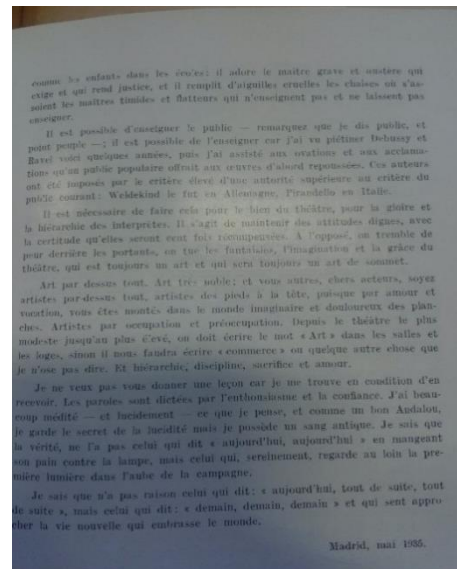 comme les enfants dans les écoles: il adore le maître grave et austère qui
exige et qui rend justice, et il remplit d'aiguilles cruelles les chaises où s'as-
soient les maîtres timides et flatteurs qui n'enseignent pas et ne laissent pas
enseigner.
Il est possible d'enseigner le public — remarquez que je dis public, et
point peuple —; il est possible de l'enseigner car j'ai vu piétiner Debussy et
Ravel voici quelques années, puis j'ai assisté aux ovations et aux acclama-
tions qu'un public populaire offrait aux œuvres d'abord repoussées. Ces auteurs
ont été imposés par le critère élevé d'une autorité supérieure au critère du
public courant: Weldekind le fut en Allemagne, Pirandello en Italie.
Il est nécessaire de faire cela pour le bien du théâtre, pour la gloire et
la hiérarchie des interprètes. Il s'agit de maintenir des attitudes dignes, avec
la certitude qu'elles seront cent fois récompensées. A l'opposé, on tremble de
peur derrière les portants, on tue les fantaisies, l'imagination et la grâce du
théâtre, qui est toujours un art et qui sera toujours un art de sommet.
Art par dessus tout. Art très noble; et vous autres, chers acteurs, soyez
artistes par-dessus tout, artistes des pieds à la tête, puisque par amour et
vocation, vous êtes montés dans le monde imaginaire et douloureux des plan-
ches. Artistes par occupation et préoccupation. Depuis le théâtre le plus
modeste jusqu'au plus élevé, on doit écrire le mot « Art » dans les salles et
les loges, sinon il nous faudra écrire « commerce » ou quelque autre chose que
je n'ose pas dire. Et hiérarchie, discipline, sacrifice et amour.
Je ne veux pas vous donner une leçon car je me trouve en condition d'en
recevoir. Les paroles sont dictées par l'enthousiasme et la confiance. J'ai beau-
coup médité — et lucidement — ce que je pense, et comme un bon Andalou,
je garde le secret de la lucidité mais je possède un sang antique. Je sais que
la vérité, ne l'a pas celui qui dit « aujourd'hui, aujourd'hui » en mangeant
son pain contre la lampe, mais celui qui, sereinement, regarde au loin la pre-
mière lumière dans l'aube de la campagne.
Je sais que n'a pas raison celui qui dit: « aujourd'hui, tout de suite, tout
de suite », mais celui qui dit: « demain, demain, demain » et qui sent appro
cher la vie nouvelle qui embrasse le monde.
Madrid, mai 1935.